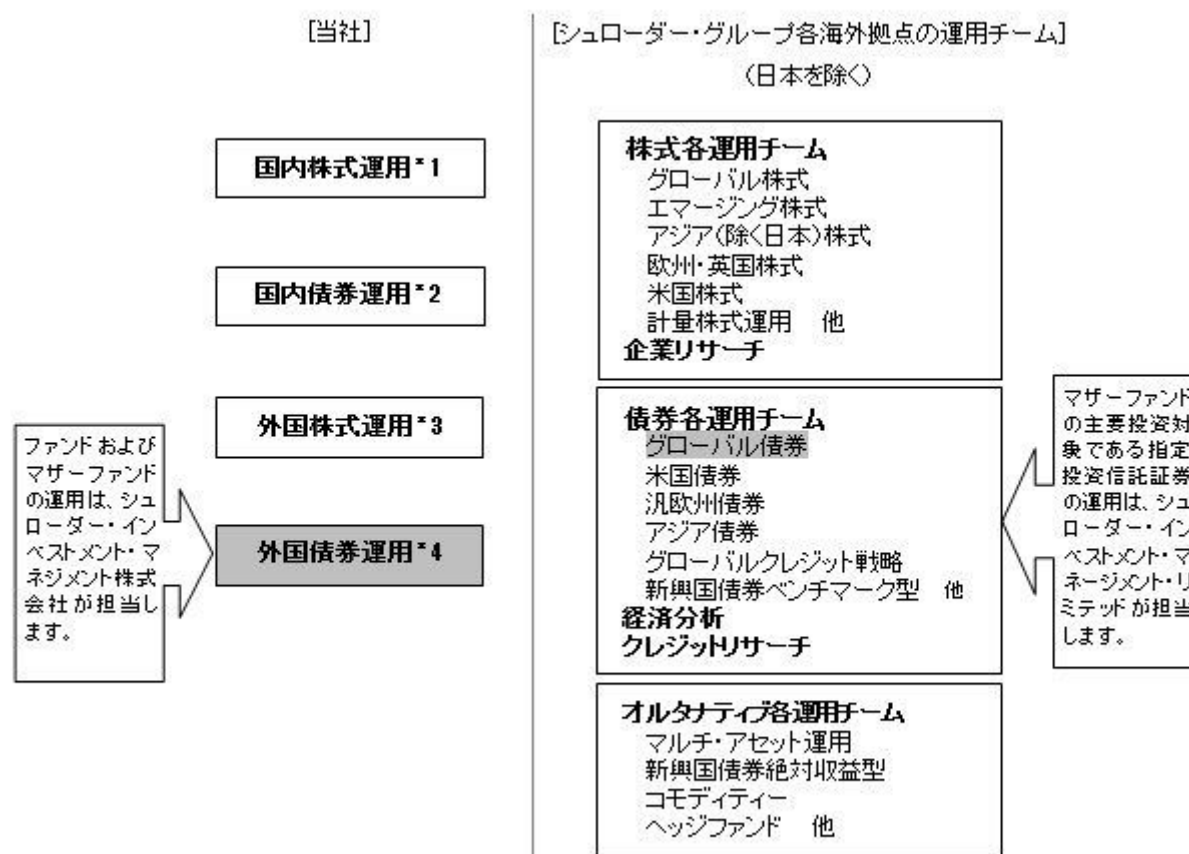 [当社]
[シュローダー・グループ各海外拠点の運用チーム]
（日本を除く）
国内株式運用*1
国内債券運用*2
外国株式運用*3
外国債券運用*4
ファンドおよび
マザーファンド
の運用は、シュ
ローダー・イン
ベストメント・マ
ネジメント株式
会社が担当し
ます。
株式各運用チーム
グローバル株式
エマージング株式
アジア(除く日本)株式
欧州・英国株式
米国株式
計量株式運用　他
企業リサーチ
債券各運用チーム
グローバル債券
米国債券
汎欧州債券
アジア債券
グローバルクレジット戦略
新興国債券ベンチマーク型　他
経済分析
クレジットリサーチ
オルタナティブ各運用チーム
マルチ・アセット運用
新興国債券絶対収益型
コモディティー
ヘッジファンド　他
マザーファンド
の主要投資対
象である指定
投資信託証券
の運用は、シュ
ローダー・イン
ベストメント・マ
ネージメント・リ
ミテッドが担当
します。